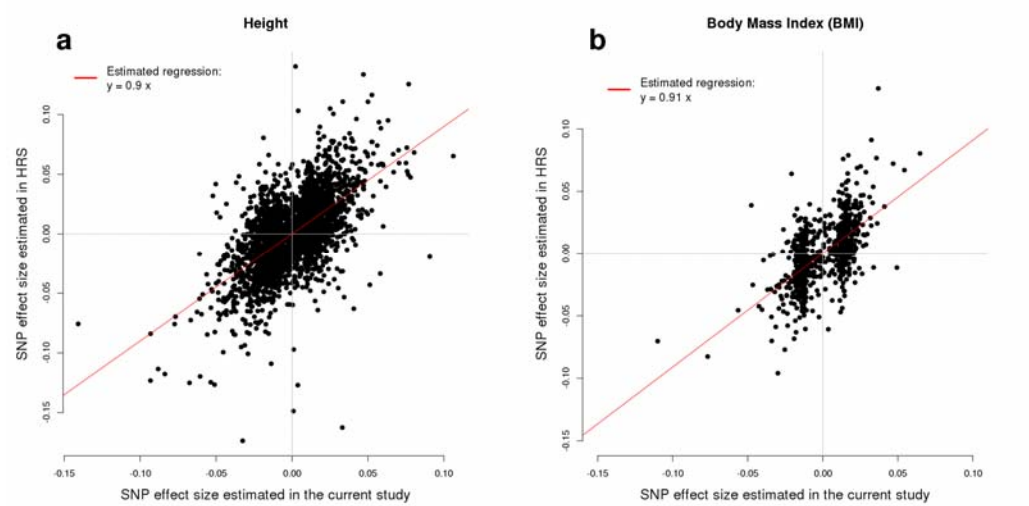 a
Height
Estimated regression:
y = 0.9 x
SNP effect size estimated in HRS
0.10
0.05
0.00
-0.05
-0.10
-0.15
-0.15
-0.10
-0.05
0.00
0.05
0.10
SNP effect size estimated in the current study
b
Body Mass Index (BMI)
Estimated regression:
y = 0.91 x
SNP effect size estimated in HRS
0.10
0.05
0.00
-0.05
-0.10
-0.15
-0.15
-0.10
-0.05
0.00
0.05
0.10
SNP effect size estimated in the current study